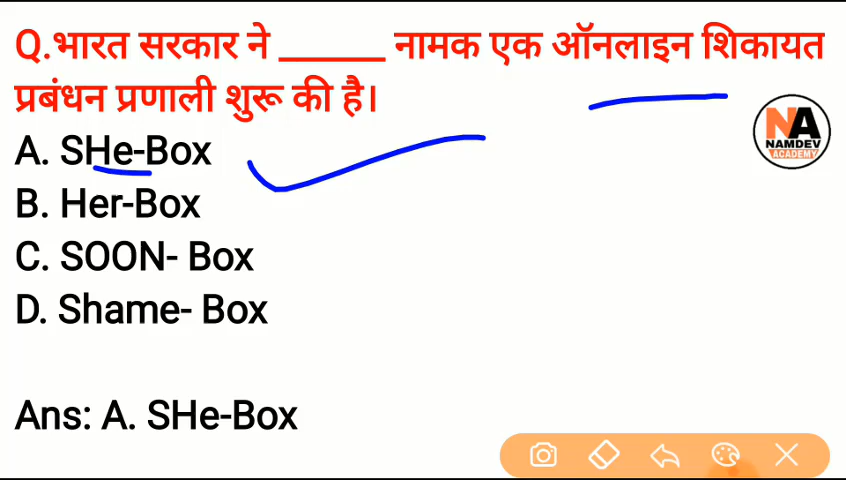 Q.भारत सरकार ने ______ नामक एक ऑनलाइन शिकायत
प्रबंधन प्रणाली शुरू की है।
A. SHe-Box
B. Her-Box
C. SOON- Box
D. Shame- Box
Ans: A. SHe-Box
NA
NAMDEV
ACADEMY